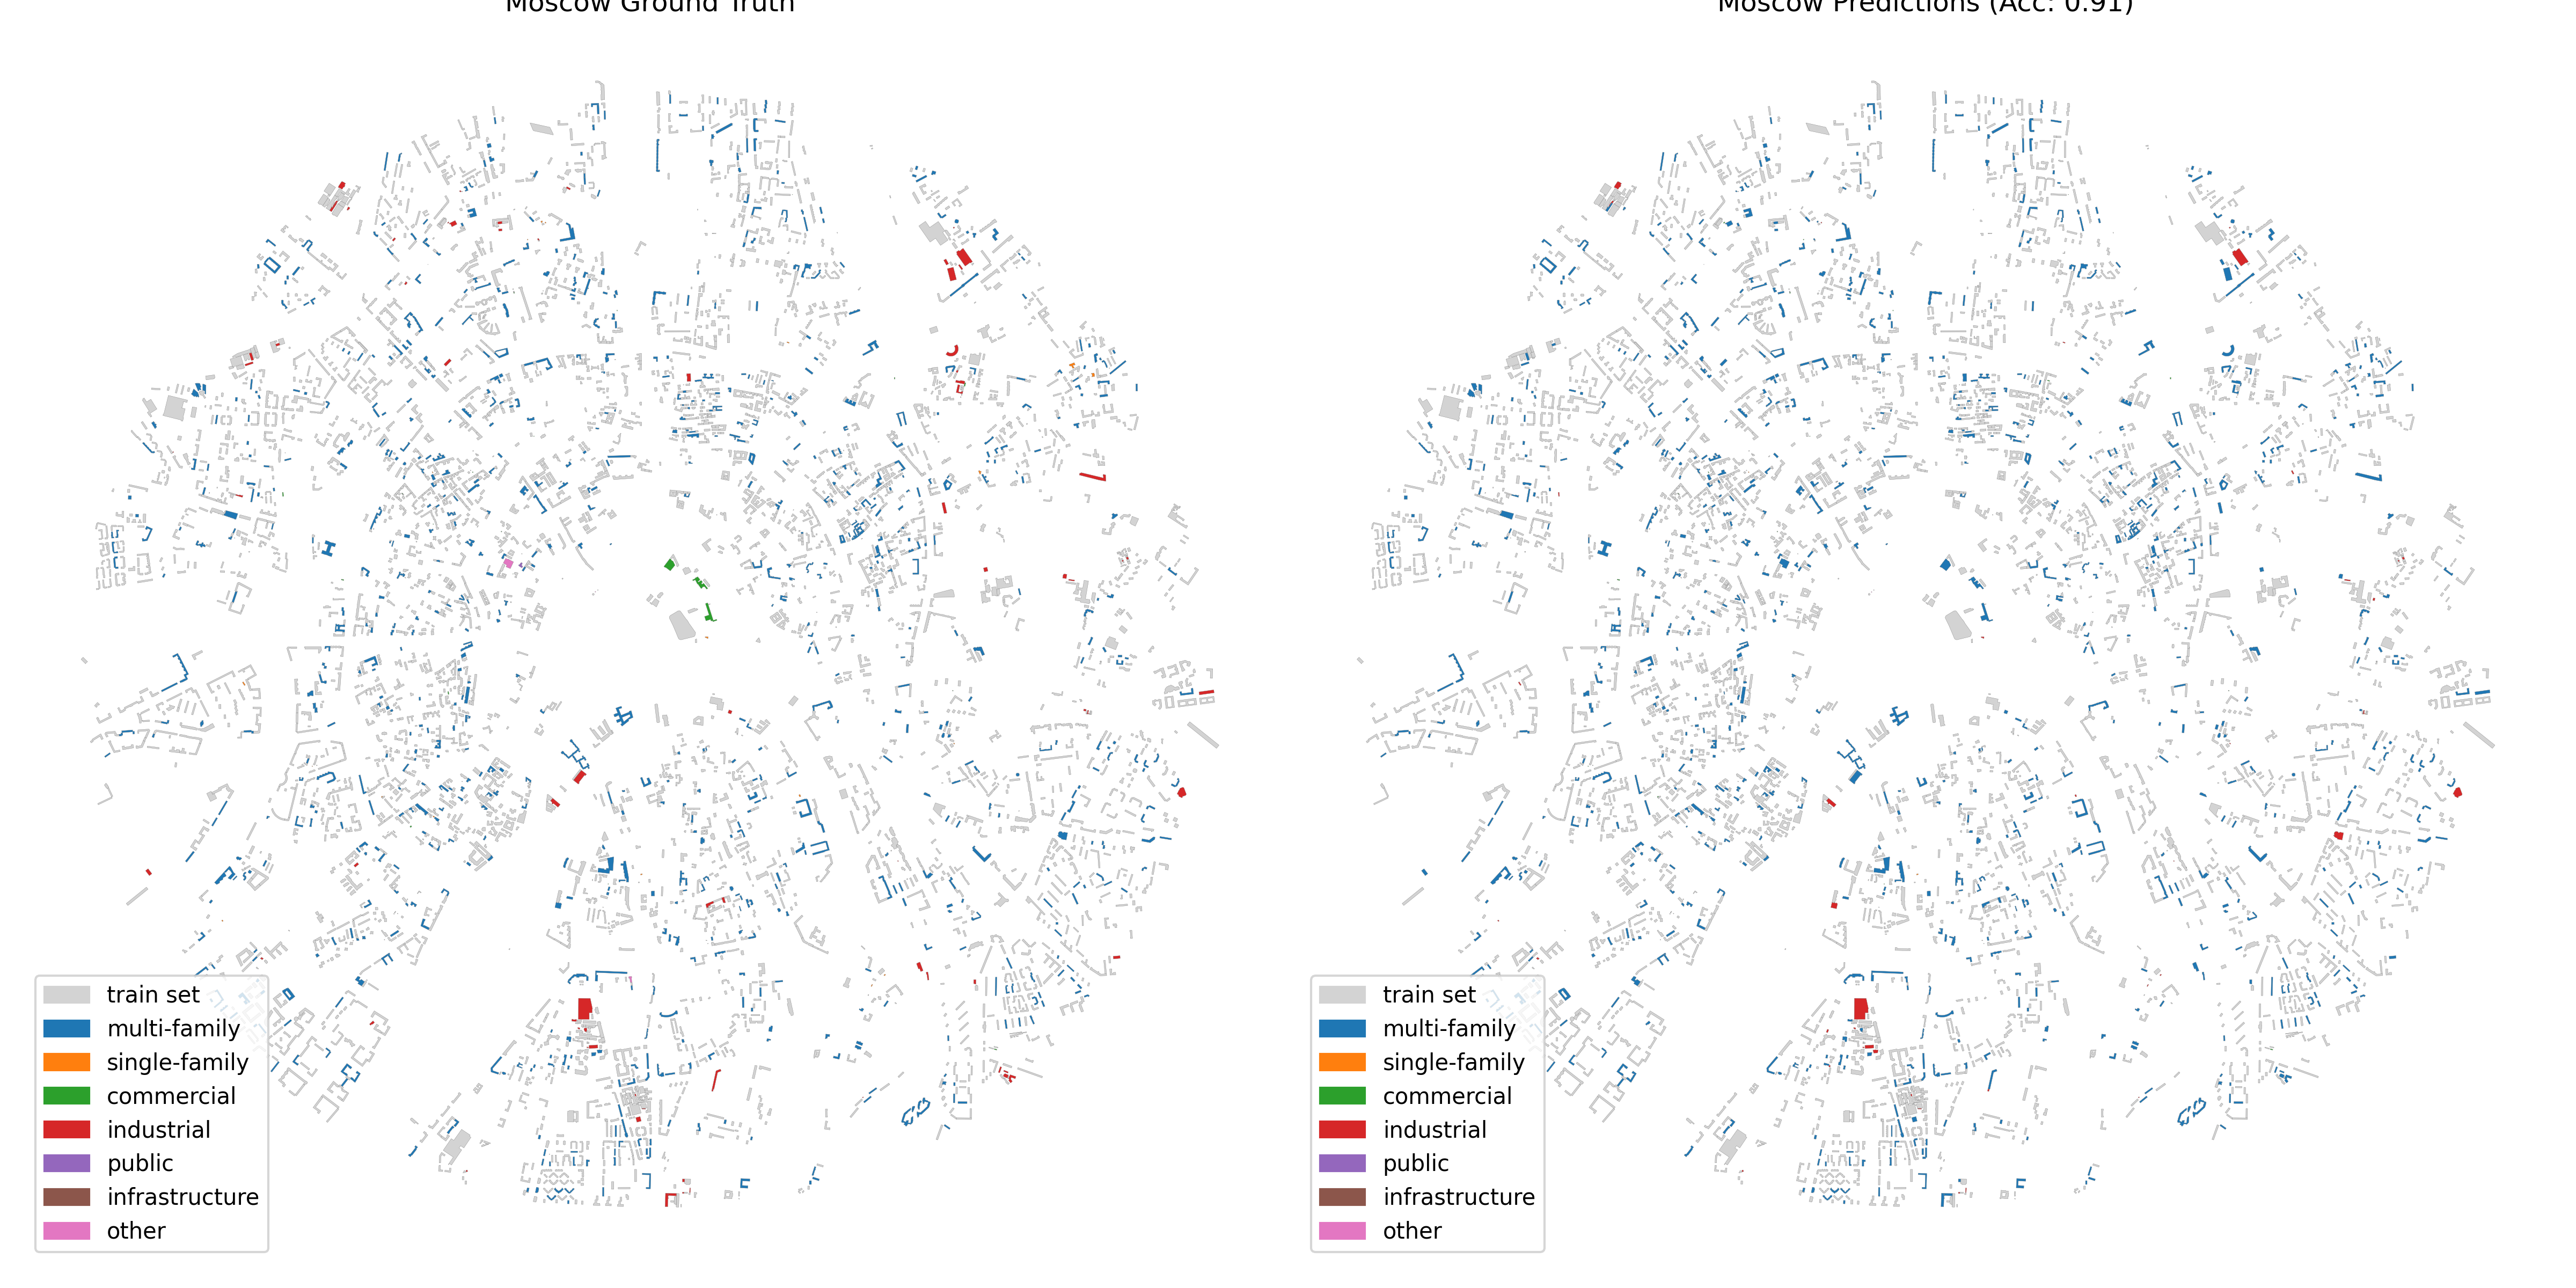 Moscow Ground Truth
Moscow Predictions (Acc: 0.91)
train set
multi-family
single-family
commercial
industrial
public
infrastructure
other
train set
multi-family
single-family
commercial
industrial
public
infrastructure
other